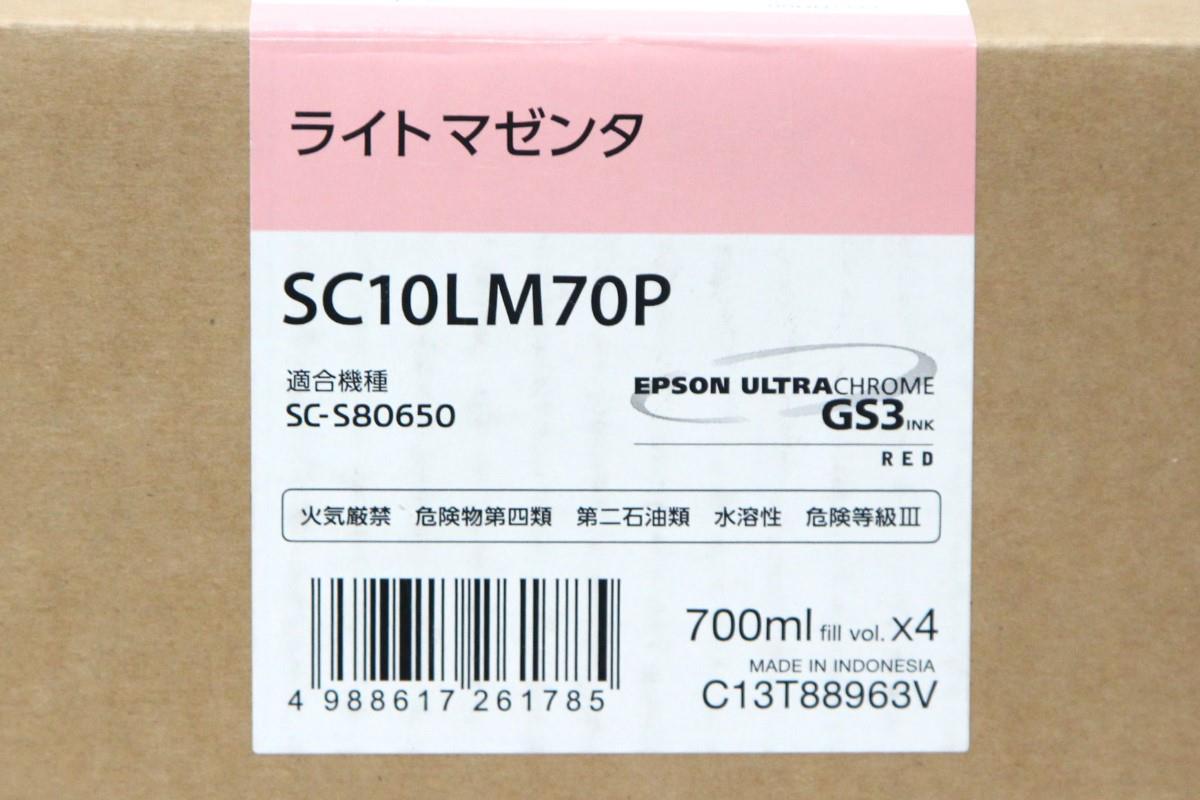 ライトマゼンタ
SC10LM70P
適合機種
SC-S80650
EPSON ULTRACHROME
GS3 INK
RED
火気厳禁 危険物第四類 第二石油類 水溶性 危険等級Ⅲ
4 988617 261785
700ml fill vol. x4
MADE IN INDONESIA
C13T88963V